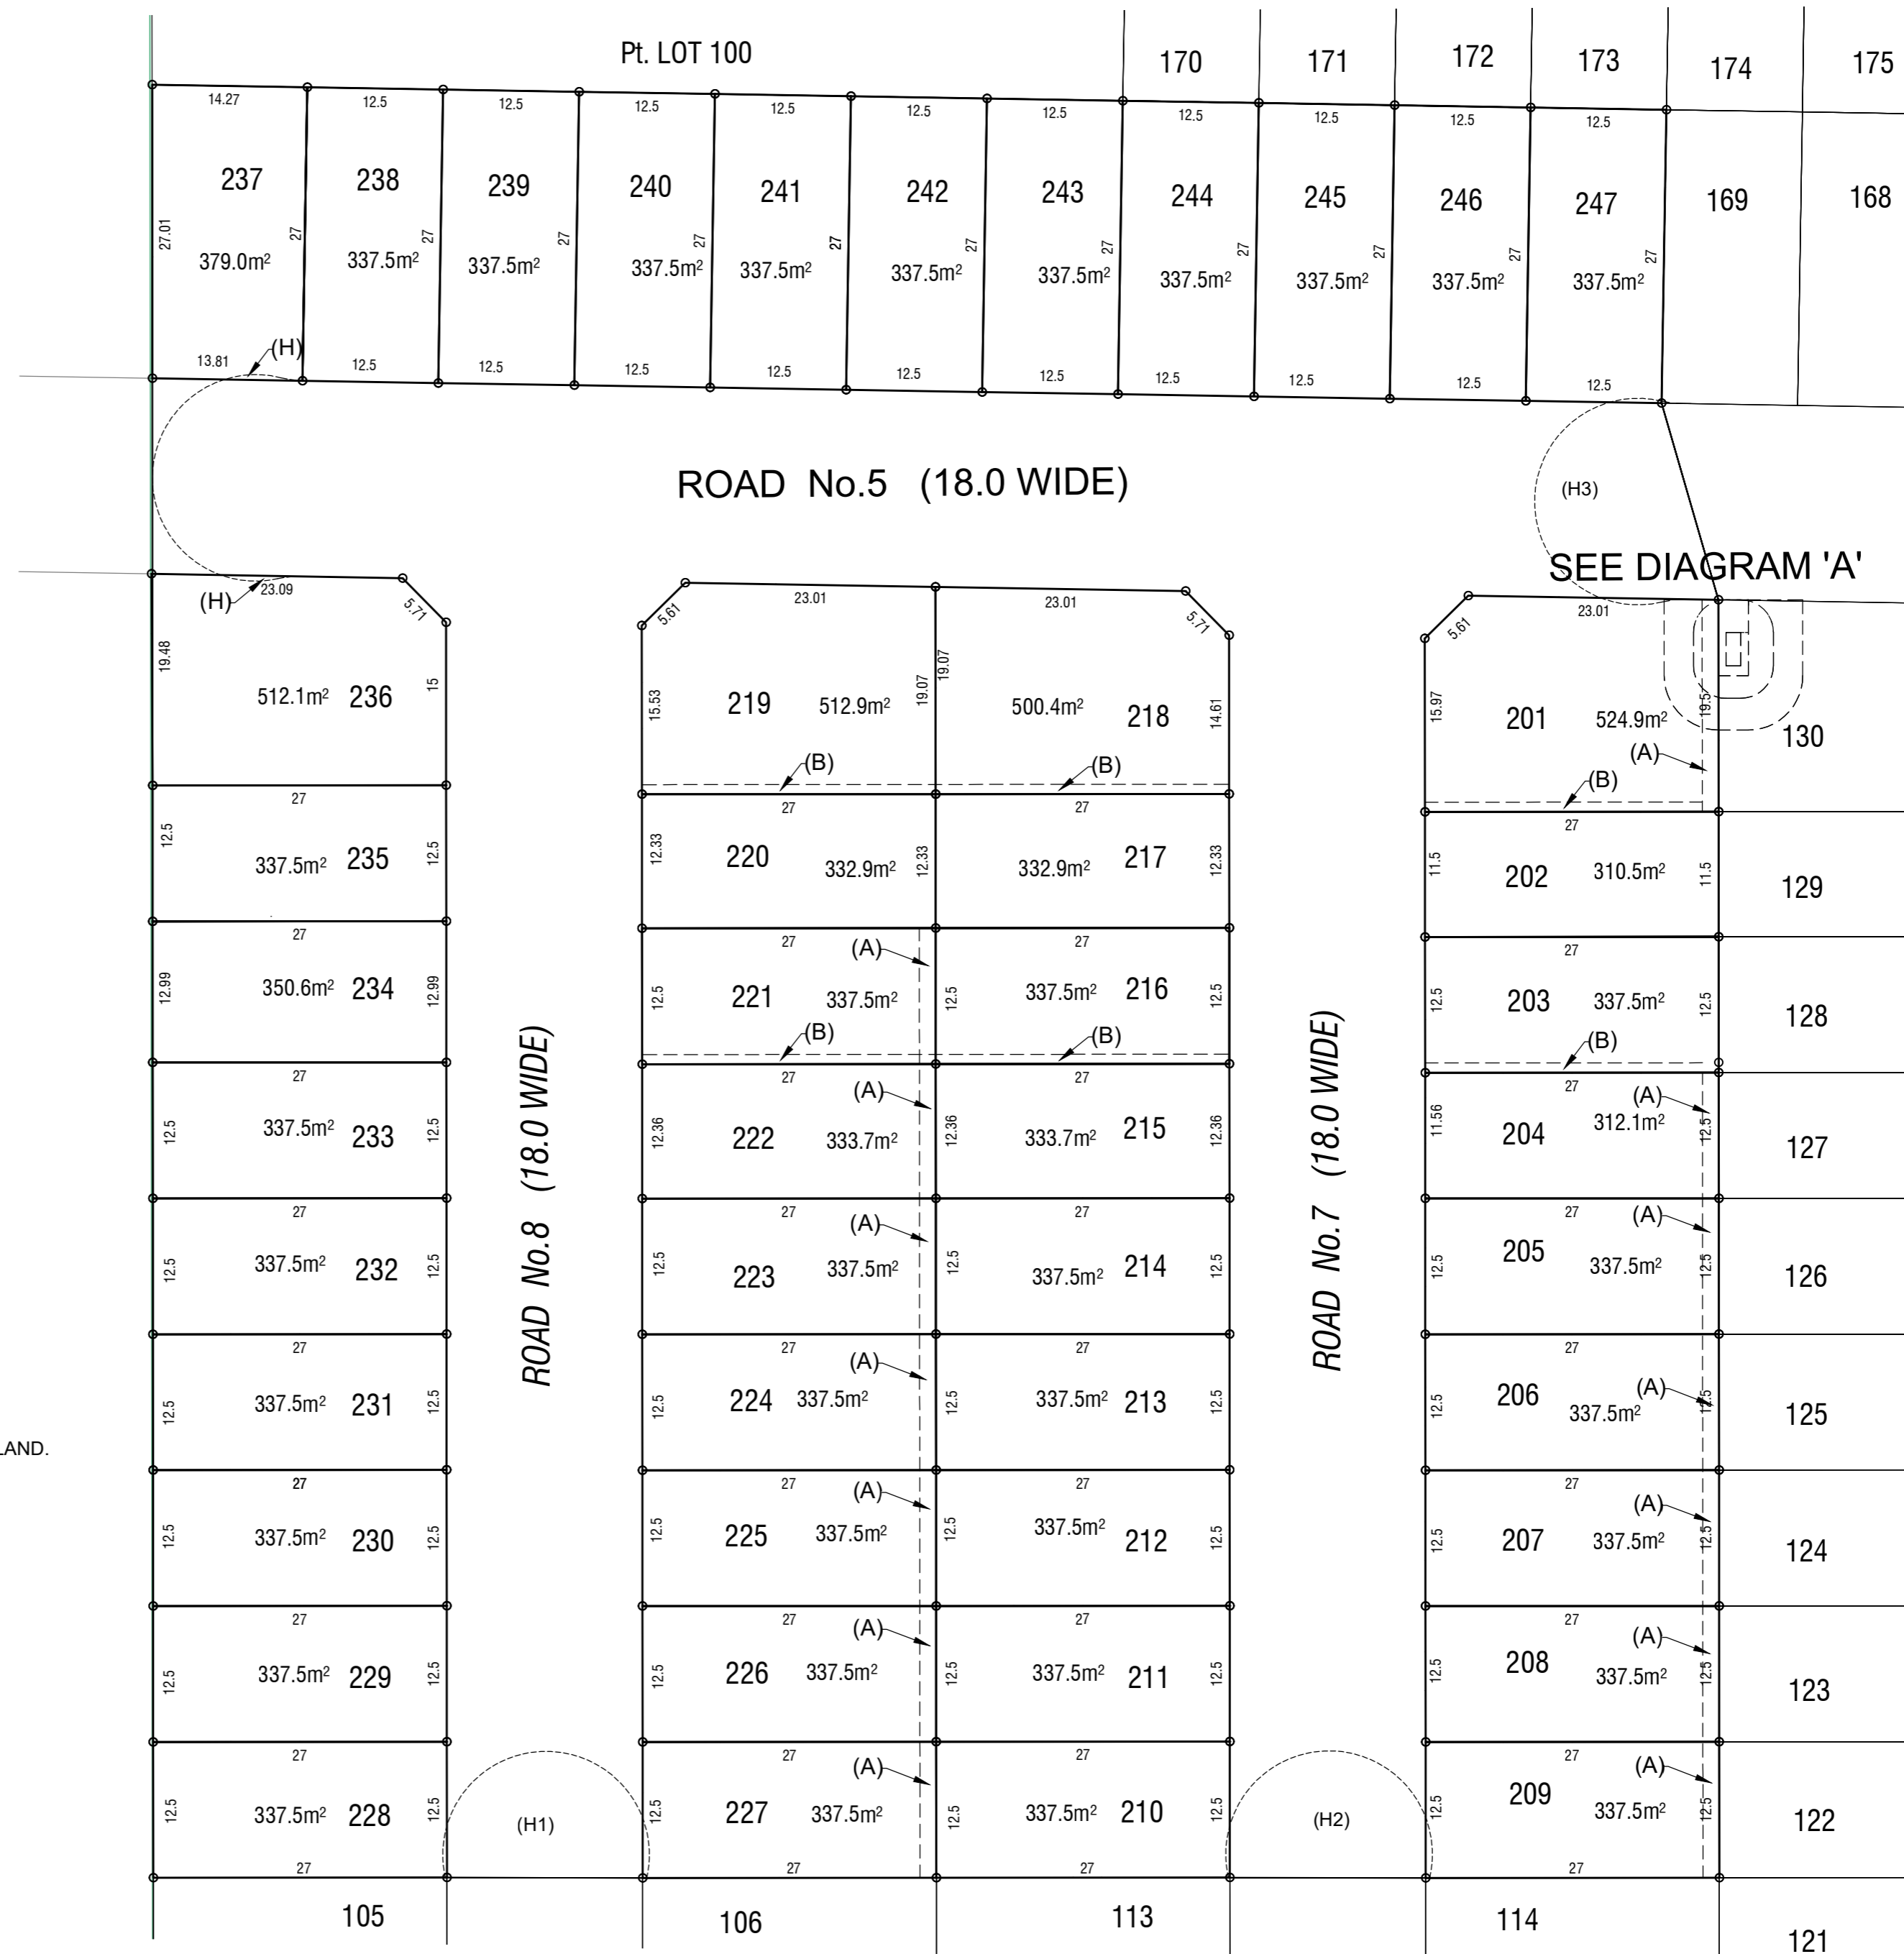 Pt. LOT 100
170 171 172 173 174 175
14.27 12.5 12.5 12.5 12.5 12.5 12.5 12.5 12.5 12.5 12.5
237 238 239 240 241 242 243 244 245 246 247 169 168
27.01 27 27 27 27 27 27 27 27 27 27 27
379.0m² 337.5m² 337.5m² 337.5m² 337.5m² 337.5m² 337.5m² 337.5m² 337.5m² 337.5m² 337.5m²
(H)
13.81 12.5 12.5 12.5 12.5 12.5 12.5 12.5 12.5 12.5 12.5
ROAD No.5 (18.0 WIDE)
(H3)
SEE DIAGRAM 'A'
(H) 23.09 5.71
5.61 23.01 23.01 5.71
5.61 23.01
19.48 512.1m² 236 15
15.53 219 512.9m² 19.07 19.07 500.4m² 218 14.61
15.97 201 524.9m² 19.5 130
(A)
(B) (B) (B)
27 27 27 27
12.5 337.5m² 235 12.5
12.33 220 332.9m² 12.33 332.9m² 217 12.33
11.5 202 310.5m² 11.5 129
27 27 27 27
12.99 350.6m² 234 12.99
(A)
12.5 221 337.5m² 12.5 337.5m² 216 12.5
12.5 203 337.5m² 12.5 128
(B) (B) (B)
27 27 27 27
12.5 337.5m² 233 12.5
(A)
12.36 222 333.7m² 12.36 333.7m² 215 12.36
(A)
11.56 204 312.1m² 12.5 127
ROAD No.8 (18.0 WIDE)
ROAD No.7 (18.0 WIDE)
27 27 27 27
12.5 337.5m² 232 12.5
(A)
12.5 223 337.5m² 12.5 337.5m² 214 12.5
(A)
12.5 205 337.5m² 12.5 126
27 27 27 27
12.5 337.5m² 231 12.5
(A)
12.5 224 337.5m² 12.5 337.5m² 213 12.5
(A)
12.5 206 337.5m² 12.5 125
LAND.
27 27 27 27
12.5 337.5m² 230 12.5
(A)
12.5 225 337.5m² 12.5 337.5m² 212 12.5
(A)
12.5 207 337.5m² 12.5 124
27 27 27 27
12.5 337.5m² 229 12.5
(A)
12.5 226 337.5m² 12.5 337.5m² 211 12.5
(A)
12.5 208 337.5m² 12.5 123
27 27 27 27
12.5 337.5m² 228 12.5
(H1)
(A)
12.5 227 337.5m² 12.5 337.5m² 210 12.5
(H2)
(A)
12.5 209 337.5m² 12.5 122
27 27 27 27
105 106 113 114 121